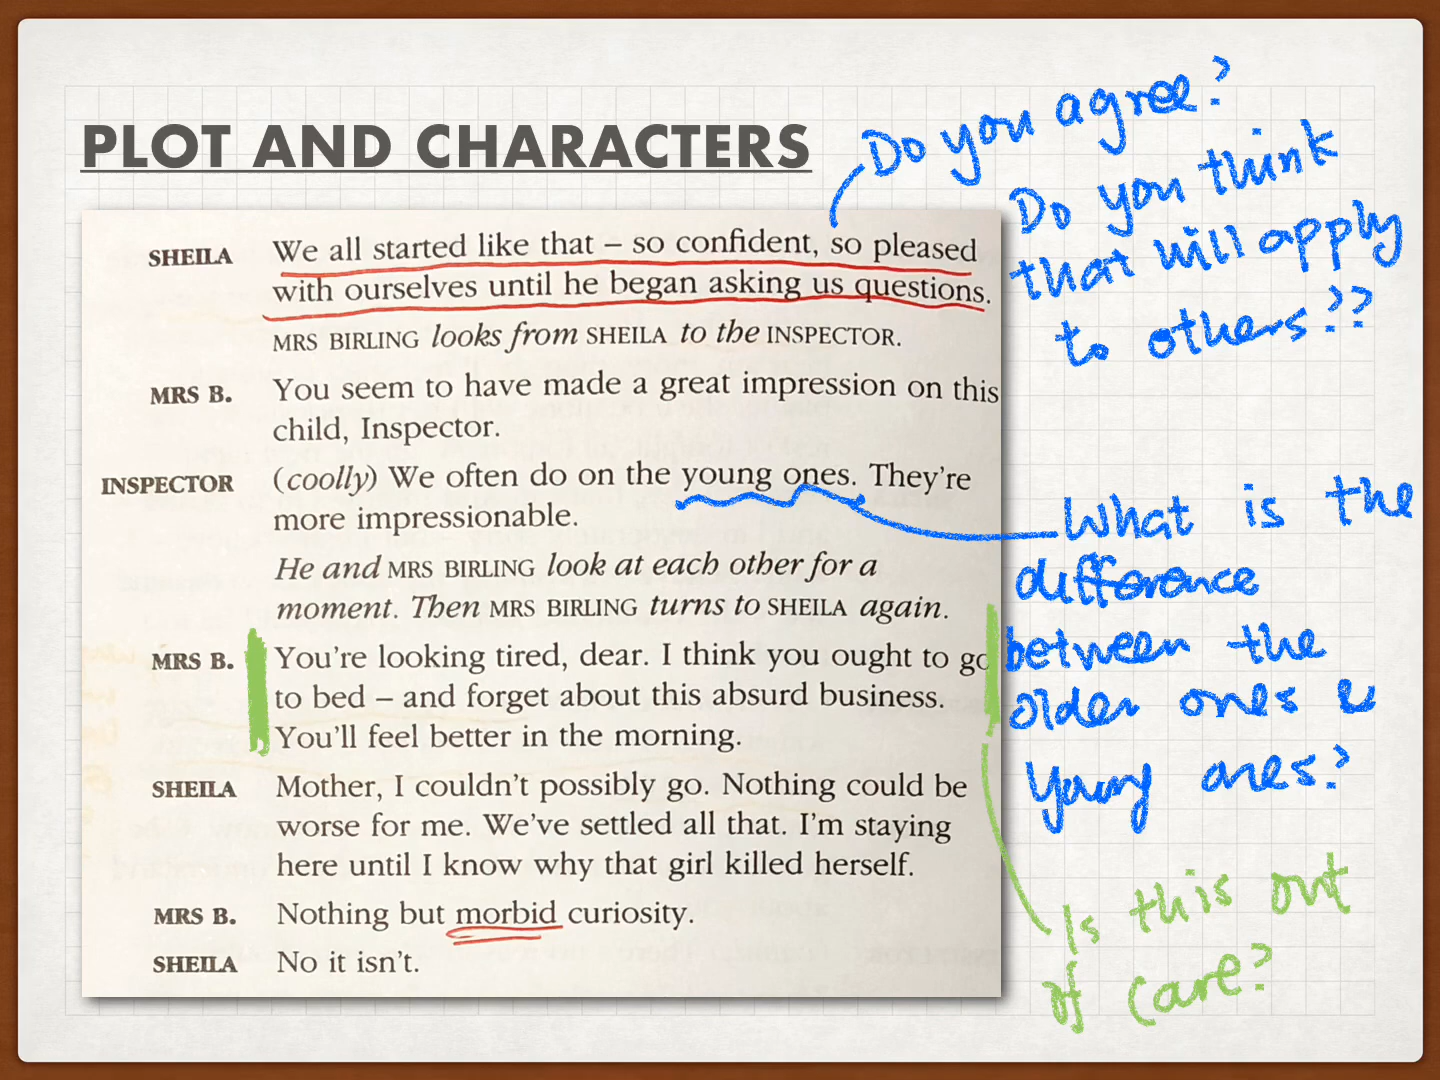 PLOT AND CHARACTERS
Do you agree?
Do you think
that will apply
to others??
SHEILA We all started like that – so confident, so pleased
with ourselves until he began asking us questions.
MRS BIRLING looks from SHEILA to the INSPECTOR.
MRS B. You seem to have made a great impression on this
child, Inspector.
INSPECTOR (coolly) We often do on the young ones. They're
more impressionable.
He and MRS BIRLING look at each other for a
moment. Then MRS BIRLING turns to SHEILA again.
What is the
difference
between the
older ones &
young ones?
MRS B. You're looking tired, dear. I think you ought to go
to bed – and forget about this absurd business.
You'll feel better in the morning.
Is this out
of care?
SHEILA Mother, I couldn't possibly go. Nothing could be
worse for me. We've settled all that. I'm staying
here until I know why that girl killed herself.
MRS B. Nothing but morbid curiosity.
SHEILA No it isn't.